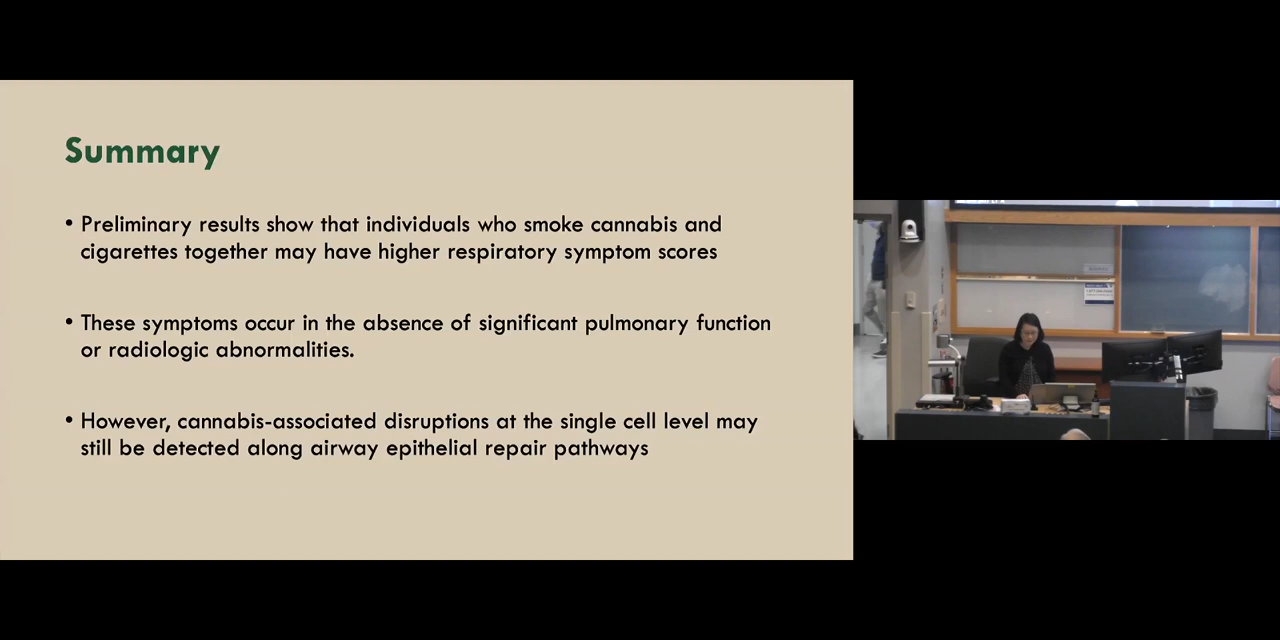 Summary
• Preliminary results show that individuals who smoke cannabis and
cigarettes together may have higher respiratory symptom scores
• These symptoms occur in the absence of significant pulmonary function
or radiologic abnormalities.
• However, cannabis-associated disruptions at the single cell level may
still be detected along airway epithelial repair pathways